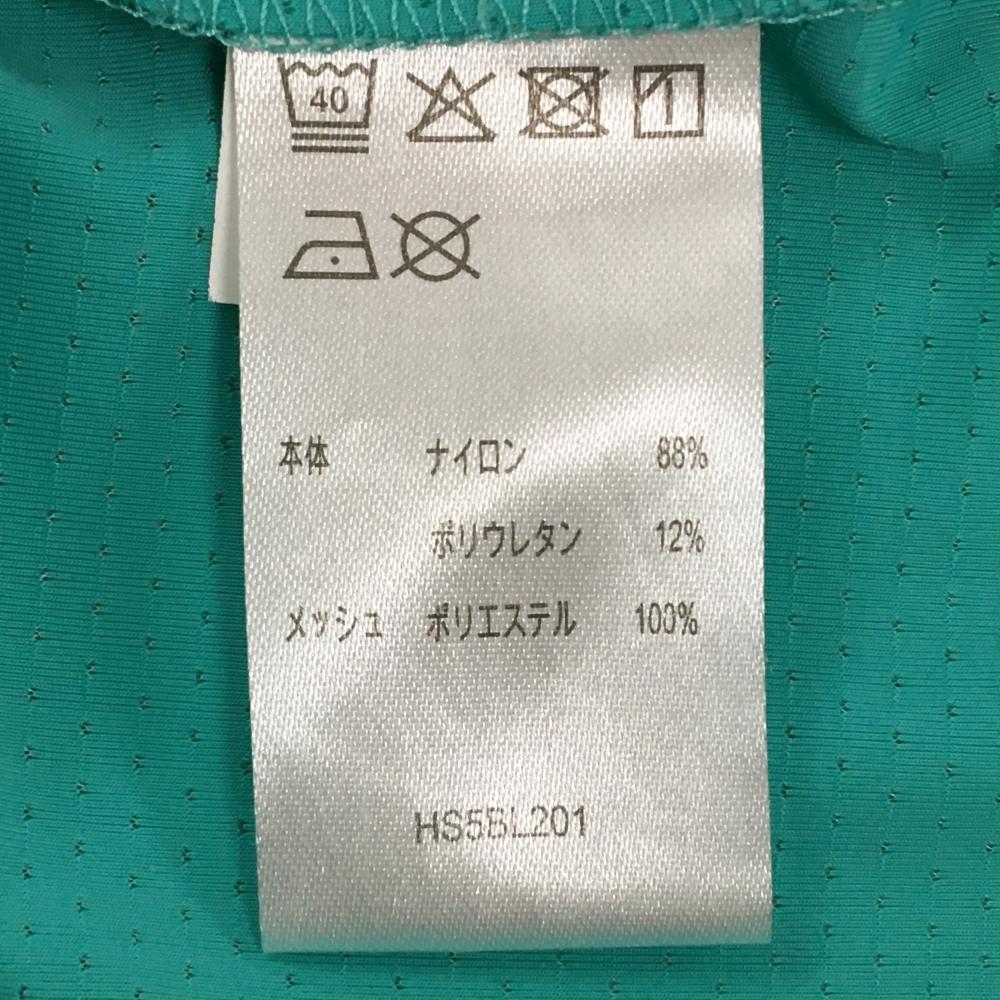 40
本体 ナイロン 88%
ポリウレタン 12%
メッシュ ポリエステル 100%
HS5BL201